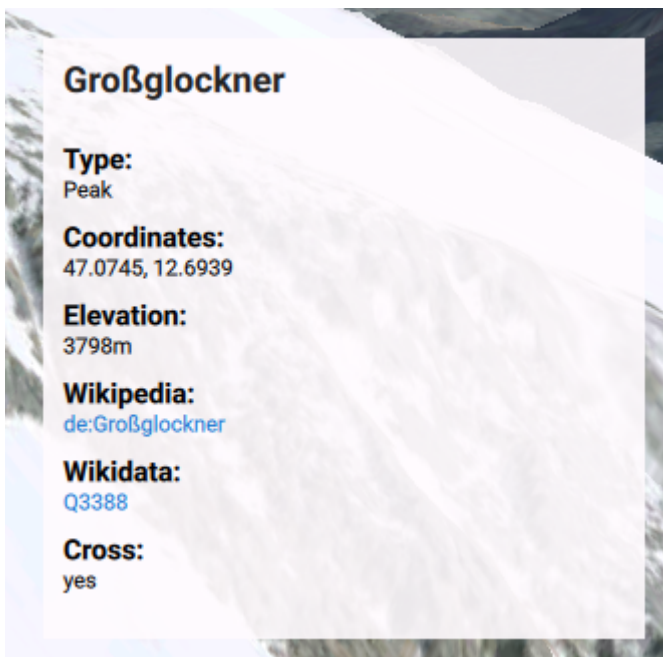 Großglockner
Type:
Peak
Coordinates:
47.0745, 12.6939
Elevation:
3798m
Wikipedia:
de:Großglockner
Wikidata:
Q3388
Cross:
yes